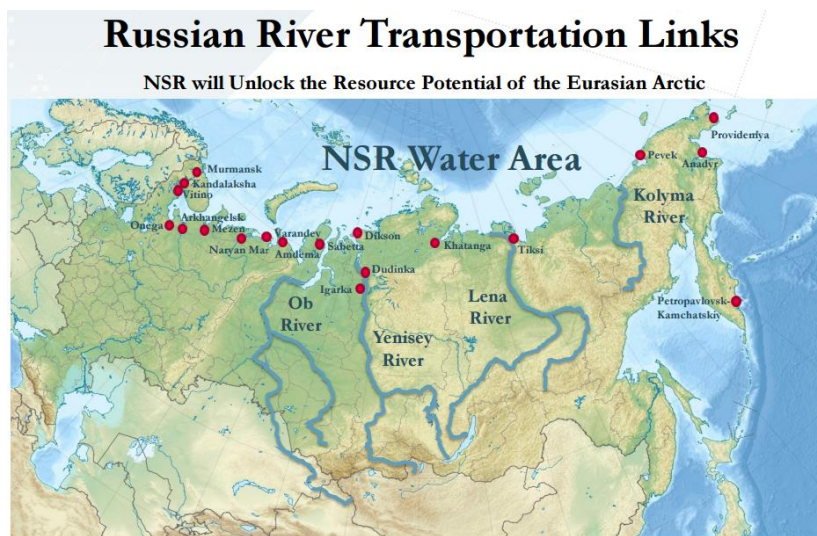 Russian River Transportation Links
NSR will Unlock the Resource Potential of the Eurasian Arctic
NSR Water Area
Murmansk
Kandalaksha
Vitino
Onega
Arkhangelsk
Mezen
Naryan Mar
Varandey
Amdema
Sabetta
Dikson
Dudinka
Igarka
Khatanga
Tiksi
Pevek
Providemya
Anadyr
Kolyma
River
Ob
River
Yenisey
River
Lena
River
Petropavlovsk-
Kamchatskiy